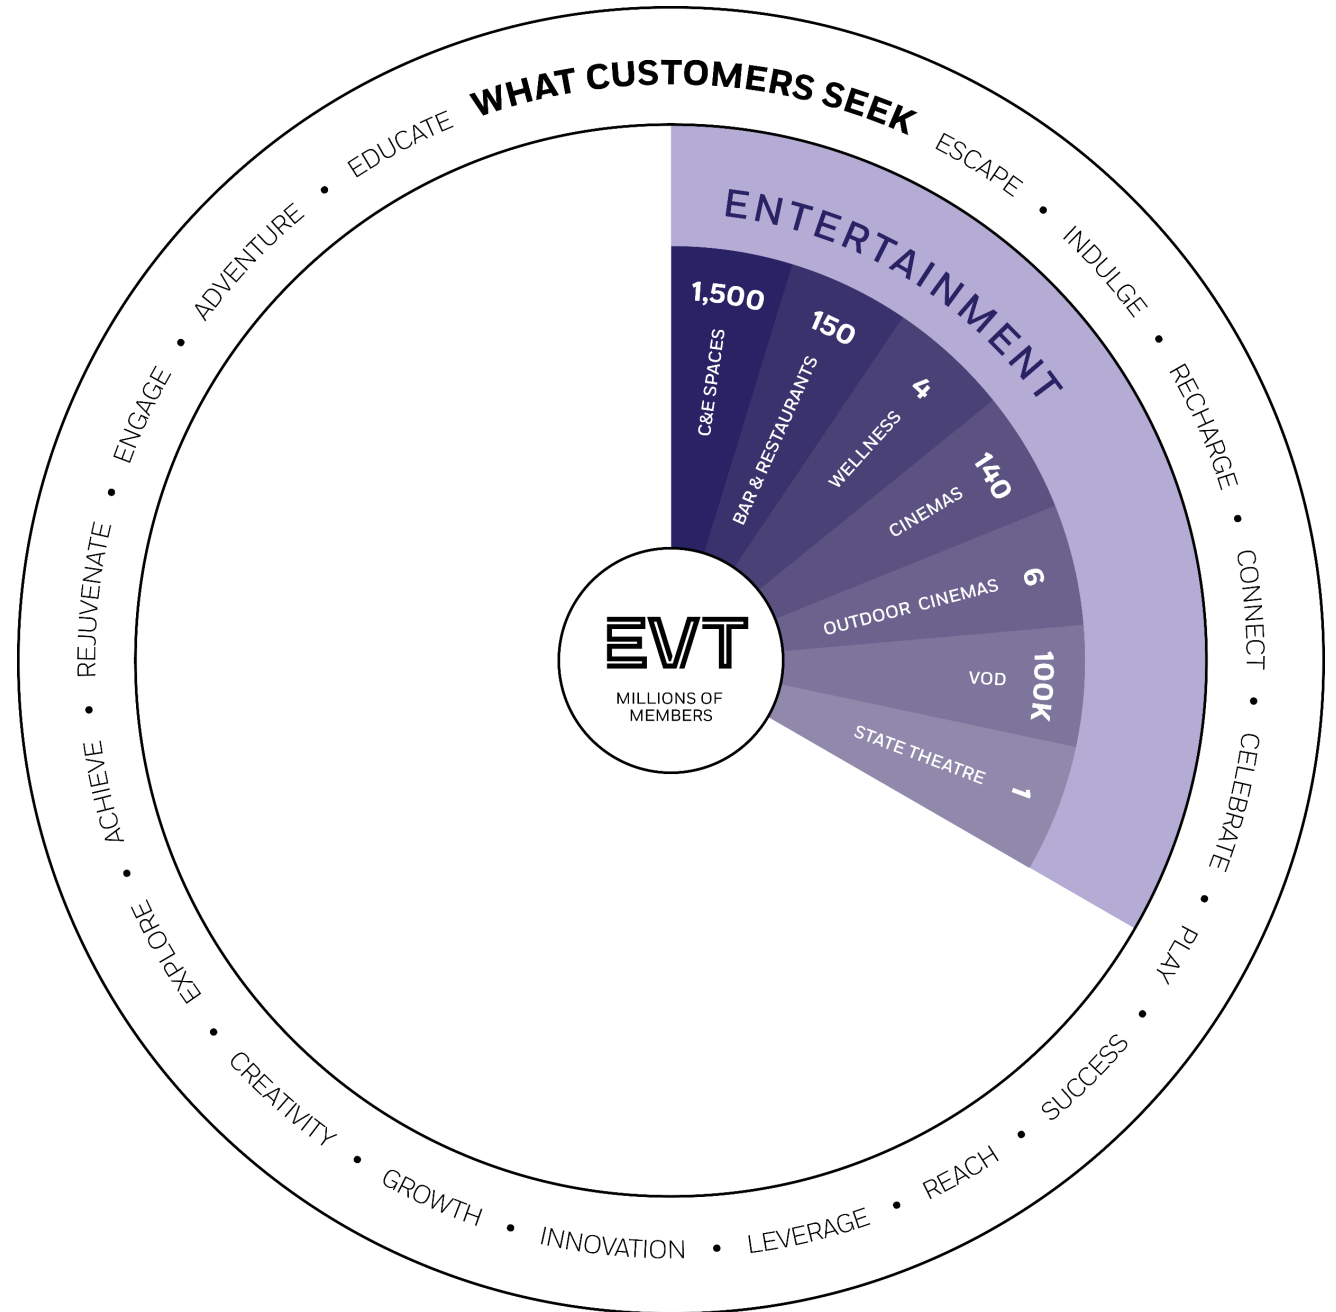 WHAT CUSTOMERS SEEK
ESCAPE • INDULGE • RECHARGE • CONNECT • CELEBRATE • PLAY • SUCCESS • REACH • LEVERAGE • INNOVATION • GROWTH • CREATIVITY • EXPLORE • ACHIEVE • REJUVENATE • ENGAGE • ADVENTURE • EDUCATE
ENTERTAINMENT
1,500
C&E SPACES
150
BAR & RESTAURANTS
4
WELLNESS
140
CINEMAS
6
OUTDOOR CINEMAS
100K
VOD
1
STATE THEATRE
EVT
MILLIONS OF
MEMBERS